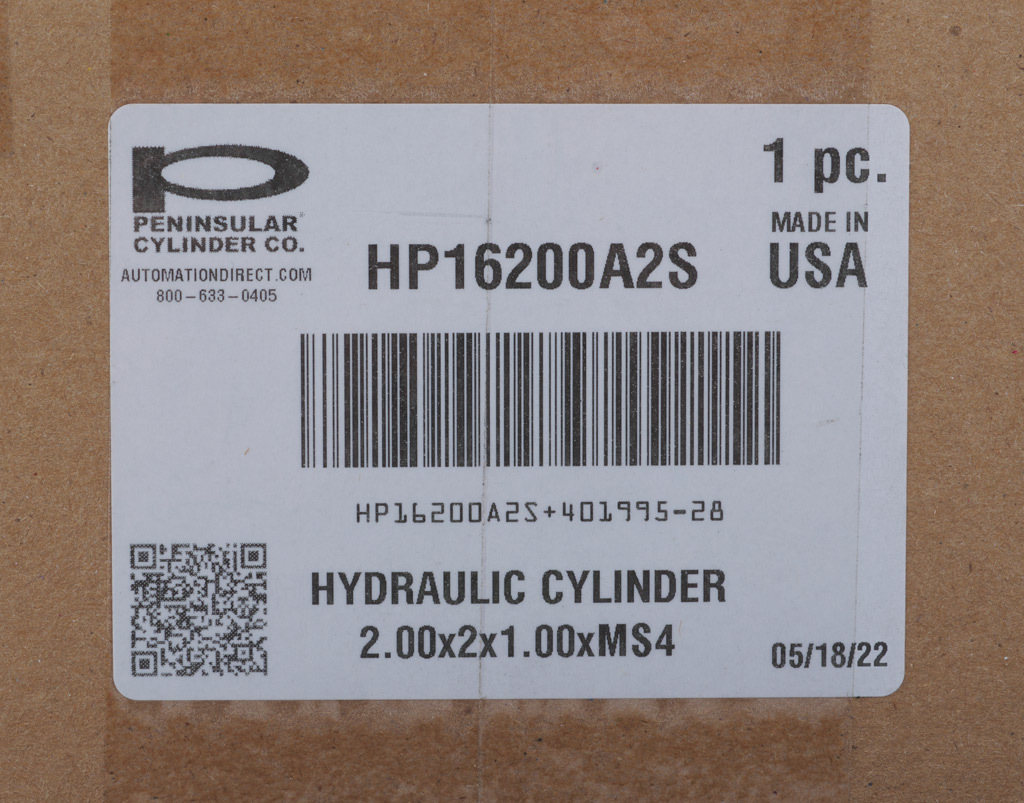 PENINSULAR
CYLINDER CO.
AUTOMATIONDIRECT.COM
800-633-0405
1 pc.
MADE IN
USA
HP16200A2S
HP16200A2S+401995-28
HYDRAULIC CYLINDER
2.00x2x1.00xMS4
05/18/22